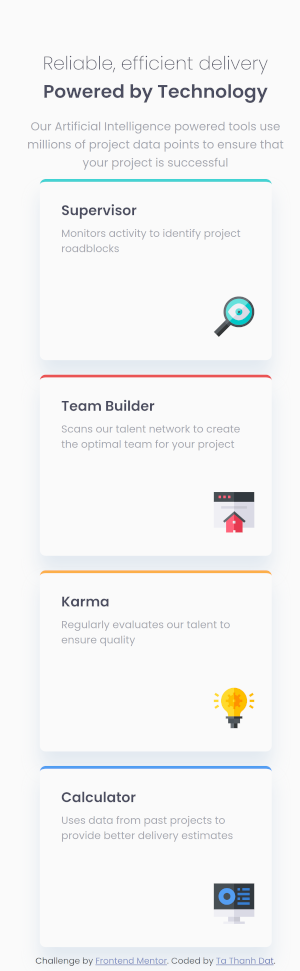 Reliable, efficient delivery
Powered by Technology
Our Artificial Intelligence powered tools use
millions of project data points to ensure that
your project is successful
Supervisor
Monitors activity to identify project
roadblocks
Team Builder
Scans our talent network to create
the optimal team for your project
Karma
Regularly evaluates our talent to
ensure quality
Calculator
Uses data from past projects to
provide better delivery estimates
Challenge by Frontend Mentor. Coded by Ta Thanh Dat.